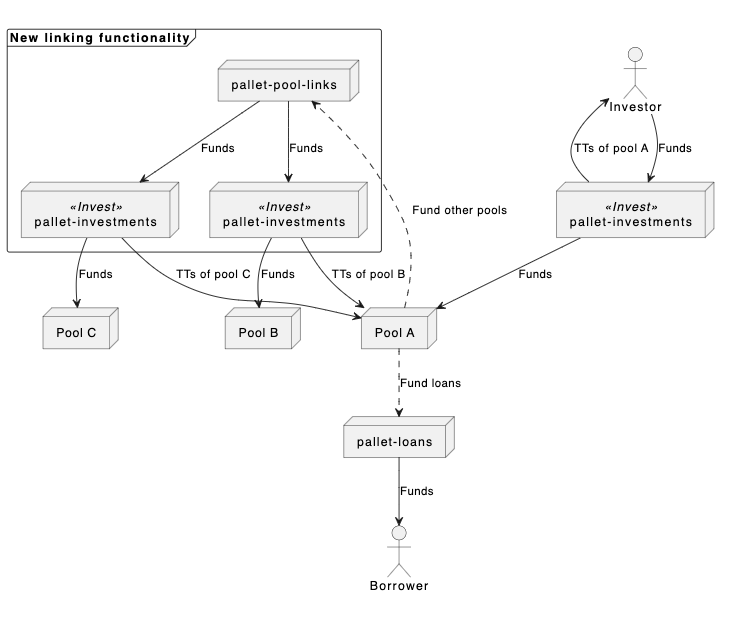 New linking functionality
pallet-pool-links
Investor
Funds
Funds
TTs of pool A
Funds
«Invest»
pallet-investments
«Invest»
pallet-investments
Fund other pools
«Invest»
pallet-investments
Funds
TTs of pool C
Funds
TTs of pool B
Funds
Pool C
Pool B
Pool A
Fund loans
pallet-loans
Funds
Borrower